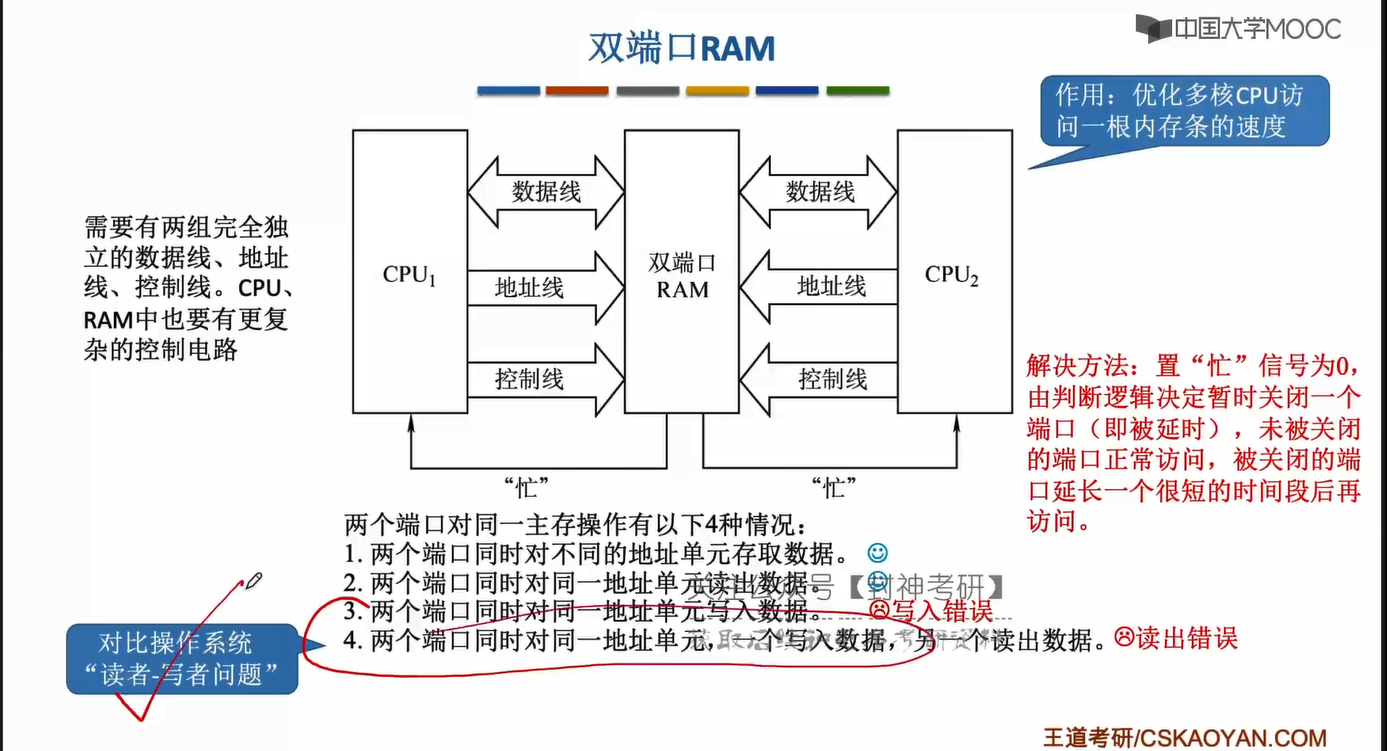 中国大学MOOC
双端口RAM
作用：优化多核CPU访
问一根内存条的速度
需要有两组完全独
立的数据线、地址
线、控制线。CPU、
RAM中也要有更复
杂的控制电路
CPU1
数据线
地址线
控制线
双端口
RAM
数据线
地址线
控制线
CPU2
“忙”
“忙”
解决方法：置“忙”信号为0，
由判断逻辑决定暂时关闭一个
端口（即被延时），未被关闭
的端口正常访问，被关闭的端
口延长一个很短的时间段后再
访问。
两个端口对同一主存操作有以下4种情况：
1. 两个端口同时对不同的地址单元存取数据。
2. 两个端口同时对同一地址单元读出数据。
3. 两个端口同时对同一地址单元写入数据。 写入错误
4. 两个端口同时对同一地址单元，一个写入数据，另一个读出数据。 读出错误
号【封神考研】
对比操作系统
“读者-写者问题”
王道考研/CSKAOYAN.COM